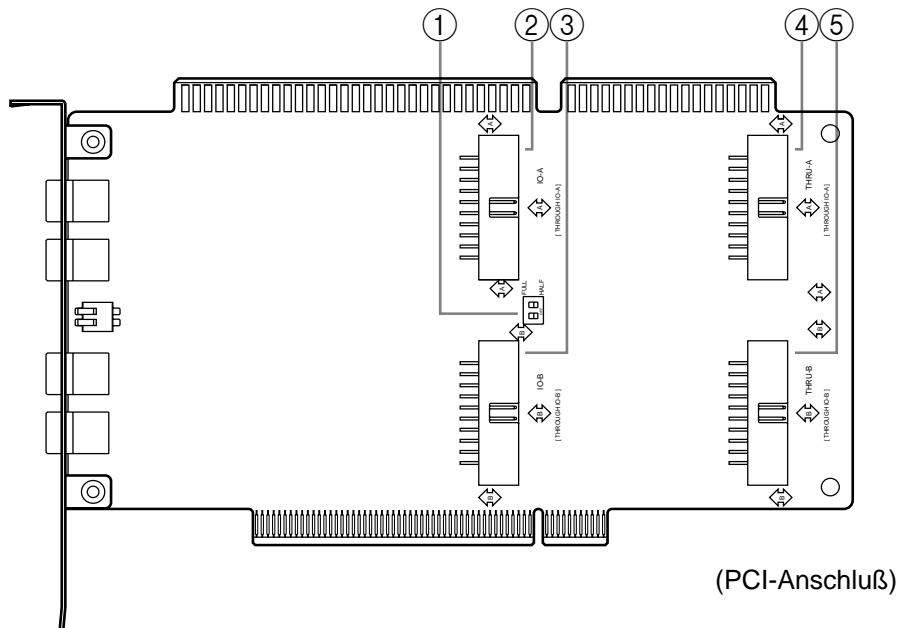 1 2 3 4 5
A A
IO-A
A
[ THROUGH IO-A ]
THRU-A
A
[ THROUGH IO-A ]
A
FULL
HALF
A
B
B
IO-B
B
[ THROUGH IO-B ]
THRU-B
B
[ THROUGH IO-B ]
B B
(PCI-Anschluß)